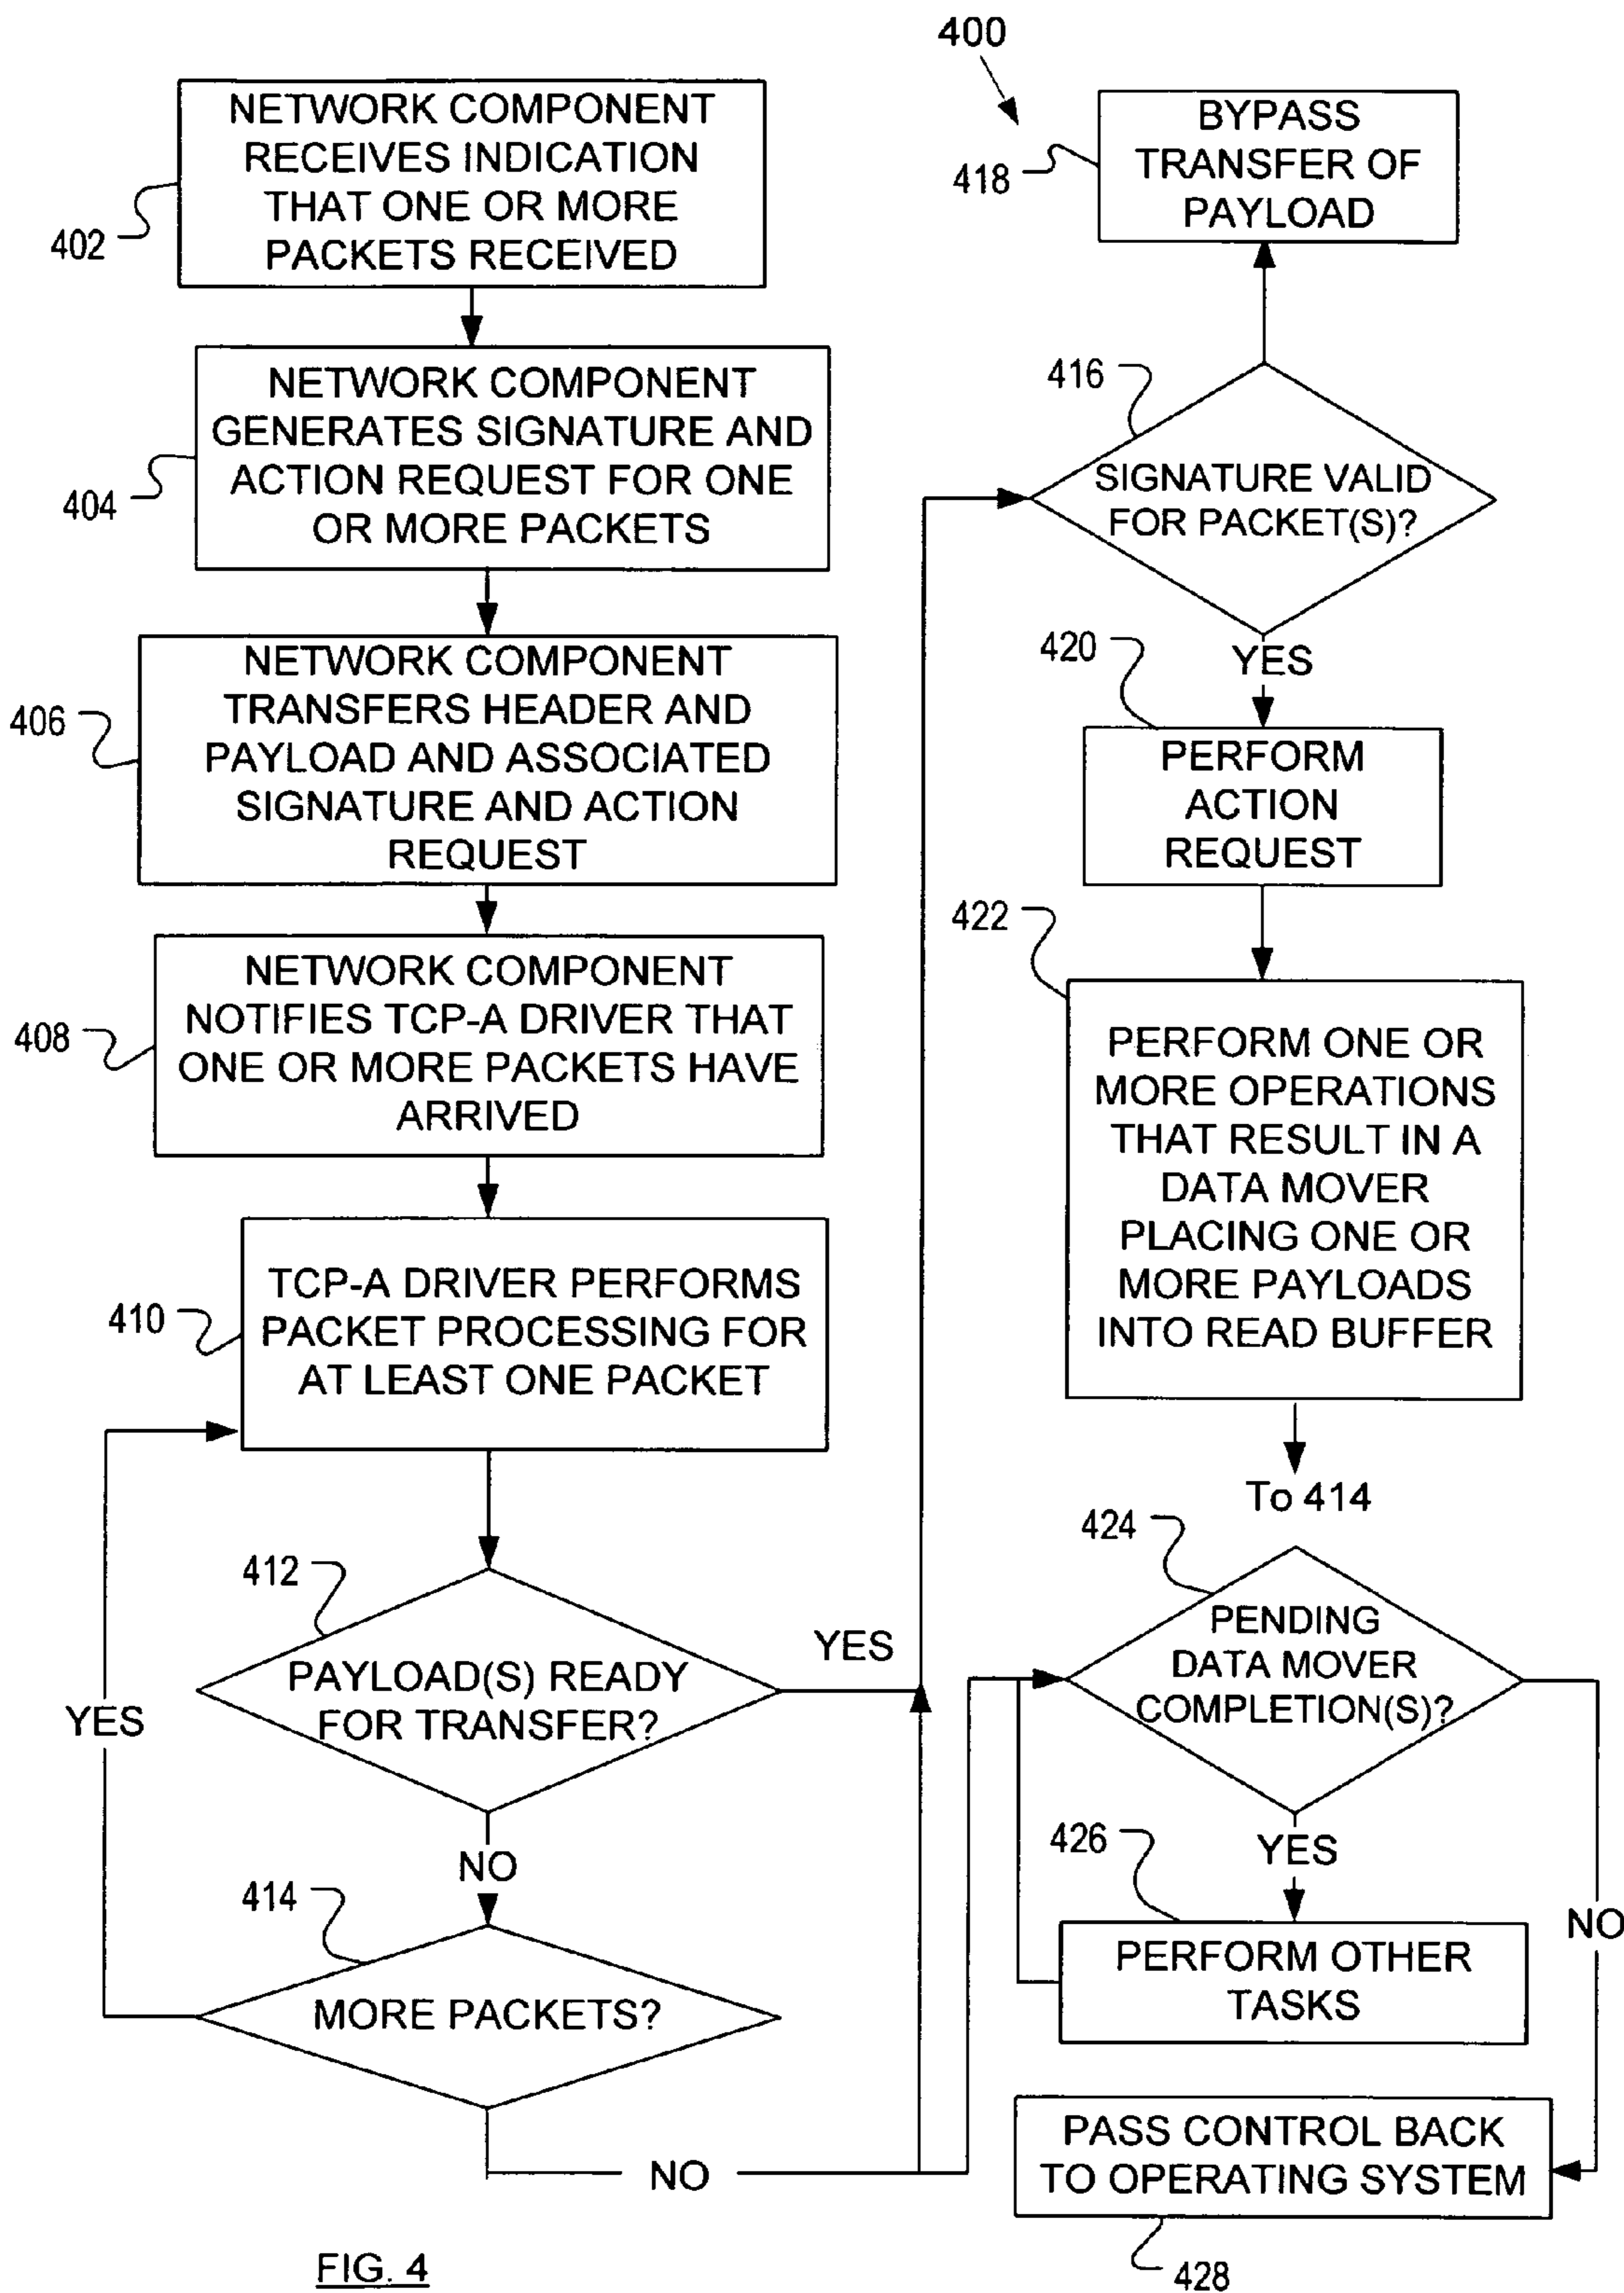 400
NETWORK COMPONENT
RECEIVES INDICATION
THAT ONE OR MORE
PACKETS RECEIVED
402
NETWORK COMPONENT
GENERATES SIGNATURE AND
ACTION REQUEST FOR ONE
OR MORE PACKETS
404
NETWORK COMPONENT
TRANSFERS HEADER AND
PAYLOAD AND ASSOCIATED
SIGNATURE AND ACTION
REQUEST
406
NETWORK COMPONENT
NOTIFIES TCP-A DRIVER THAT
ONE OR MORE PACKETS HAVE
ARRIVED
408
TCP-A DRIVER PERFORMS
PACKET PROCESSING FOR
AT LEAST ONE PACKET
410
412
PAYLOAD(S) READY
FOR TRANSFER?
YES
YES
NO
414
MORE PACKETS?
NO
BYPASS
TRANSFER OF
PAYLOAD
418
416
SIGNATURE VALID
FOR PACKET(S)?
YES
420
PERFORM
ACTION
REQUEST
422
PERFORM ONE OR
MORE OPERATIONS
THAT RESULT IN A
DATA MOVER
PLACING ONE OR
MORE PAYLOADS
INTO READ BUFFER
To 414
424
PENDING
DATA MOVER
COMPLETION(S)?
YES
426
NO
PERFORM OTHER
TASKS
PASS CONTROL BACK
TO OPERATING SYSTEM
428
FIG. 4